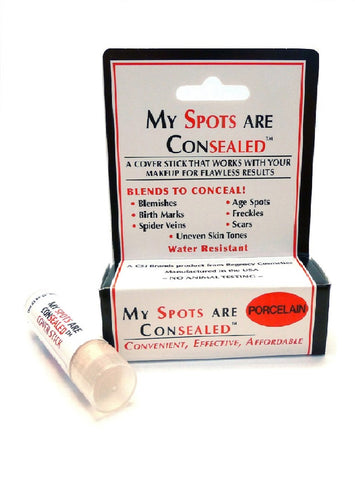 MY SPOTS ARE
CONSEALED™
A COVER STICK THAT WORKS WITH YOUR
MAKEUP FOR FLAWLESS RESULTS
BLENDS TO CONCEAL!
• Blemishes • Age Spots
• Birth Marks • Freckles
• Spider Veins • Scars
• Uneven Skin Tones
Water Resistant
A CSI Brands product from Regency Cosmetics
Manufactured in the USA
- NO ANIMAL TESTING -
MY SPOTS ARE
CONSEALED™
PORCELAIN
CONVENIENT, EFFECTIVE, AFFORDABLE
MY SPOTS ARE
CONSEALED™
COVER STICK